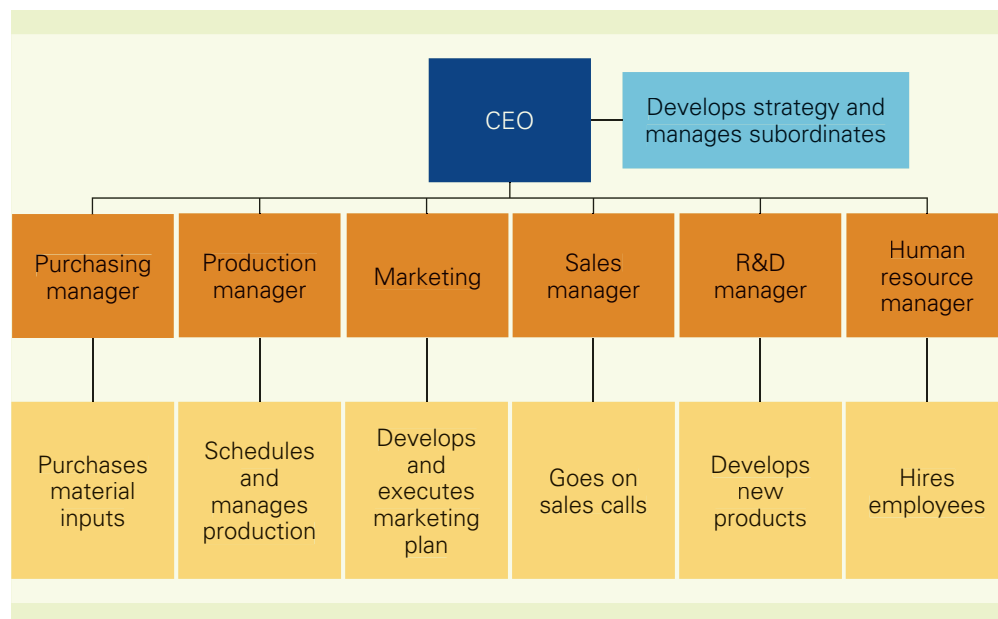 CEO
Develops strategy and
manages subordinates
Purchasing
manager
Production
manager
Marketing
Sales
manager
R&D
manager
Human
resource
manager
Purchases
material
inputs
Schedules
and
manages
production
Develops
and
executes
marketing
plan
Goes on
sales calls
Develops
new
products
Hires
employees